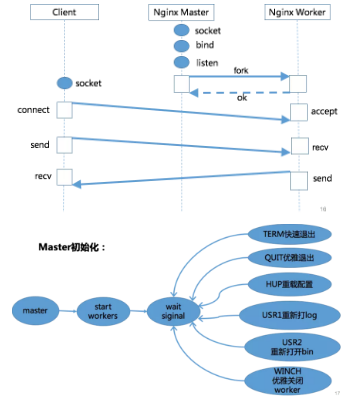 Client
Nginx Master
Nginx Worker
socket
bind
listen
fork
socket
ok
connect
accept
send
recv
recv
send
16
Master初始化：
TERM快速退出
QUIT优雅退出
HUP重载配置
master
start
workers
wait
siginal
USR1重新打log
USR2
重新打开bin
WINCH
优雅关闭
worker
17